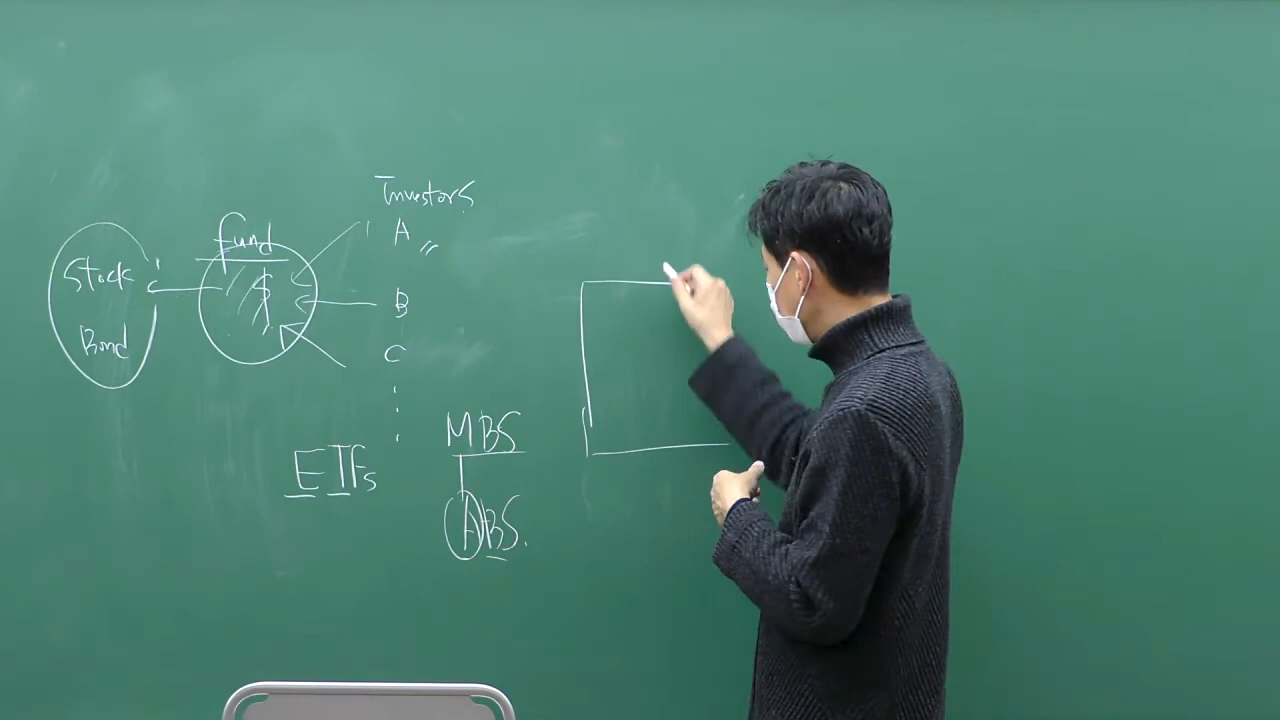 Investors
fund
A
Stock
$
B
Bond
C
MBS
ETFs
ABS.